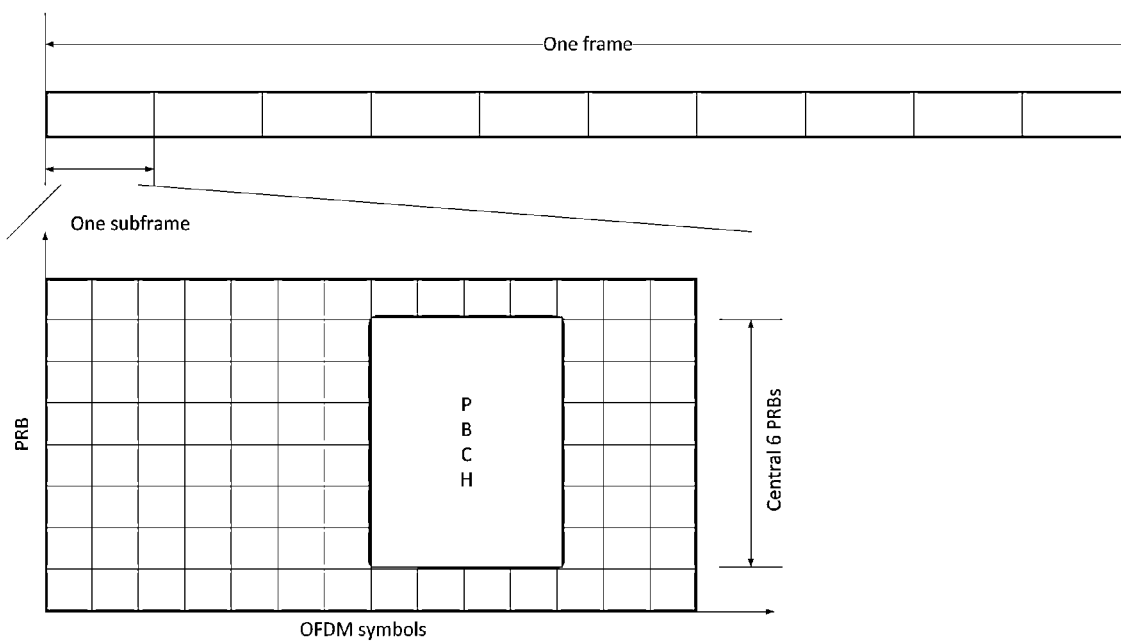 One frame
One subframe
PRB
P
B
C
H
Central 6 PRBs
OFDM symbols